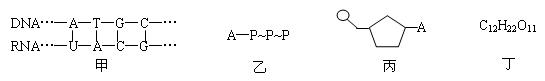 DNA…A T G C…
RNA…U A C G…
甲
A—P~P~P
乙
A
丙
C₁₂H₂₂O₁₁
丁